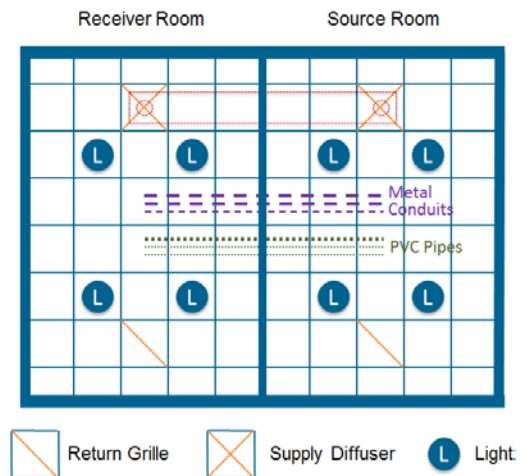 Receiver Room
Source Room
L
L
L
L
Metal
Conduits
PVC Pipes
L
L
L
L
Return Grille
Supply Diffuser
L
Light